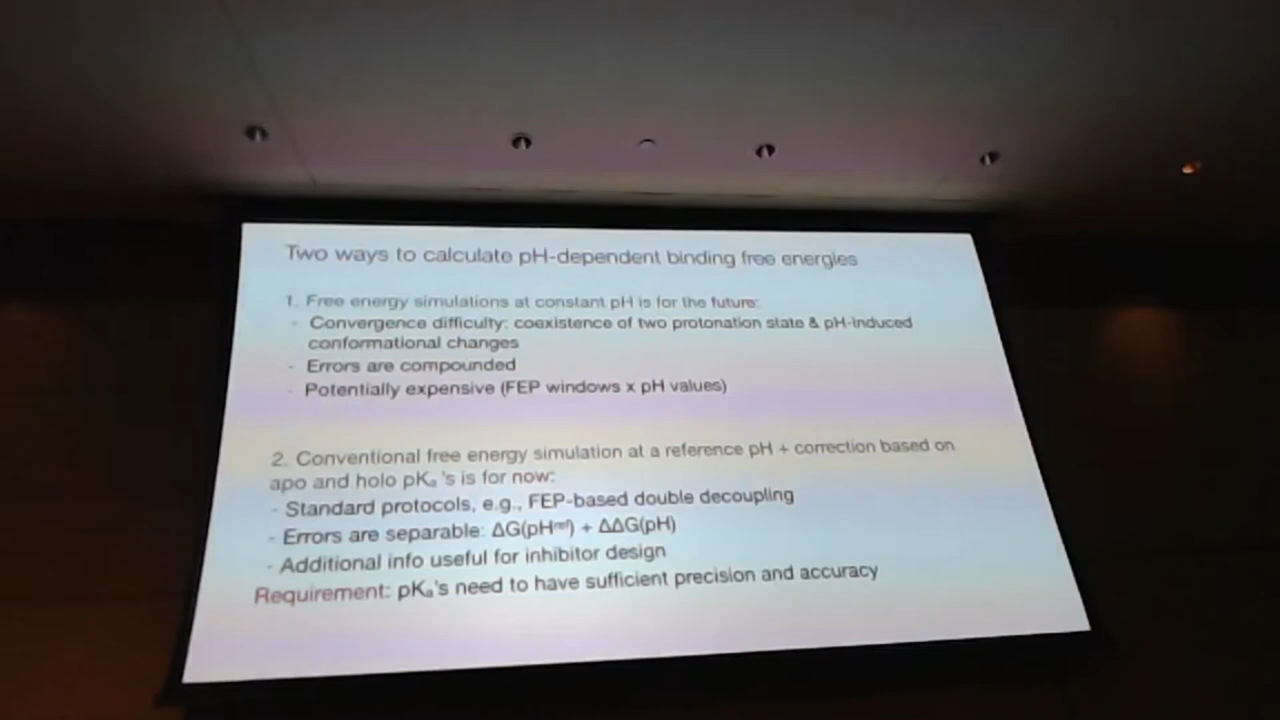 Two ways to calculate pH-dependent binding free energies
1. Free energy simulations at constant pH is for the future:
- Convergence difficulty: coexistence of two protonation state & pH-induced
conformational changes
- Errors are compounded
- Potentially expensive (FEP windows x pH values)
2. Conventional free energy simulation at a reference pH + correction based on
apo and holo pKₐ's is for now:
- Standard protocols, e.g., FEP-based double decoupling
- Errors are separable: ΔG(pHʳᵉᶠ) + ΔΔG(pH)
- Additional info useful for inhibitor design
Requirement: pKₐ's need to have sufficient precision and accuracy